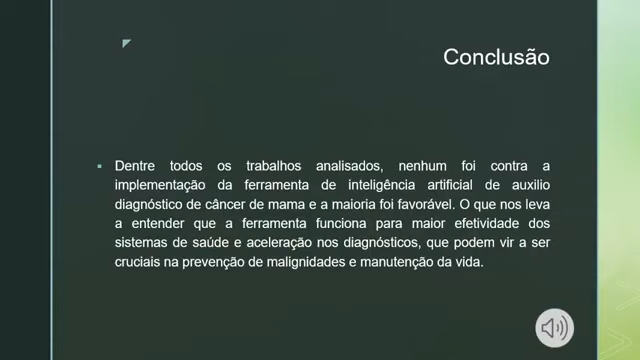 Conclusão
Dentre todos os trabalhos analisados, nenhum foi contra a
implementação da ferramenta de inteligência artificial de auxilio
diagnóstico de câncer de mama e a maioria foi favorável. O que nos leva
a entender que a ferramenta funciona para maior efetividade dos
sistemas de saúde e aceleração nos diagnósticos, que podem vir a ser
cruciais na prevenção de malignidades e manutenção da vida.